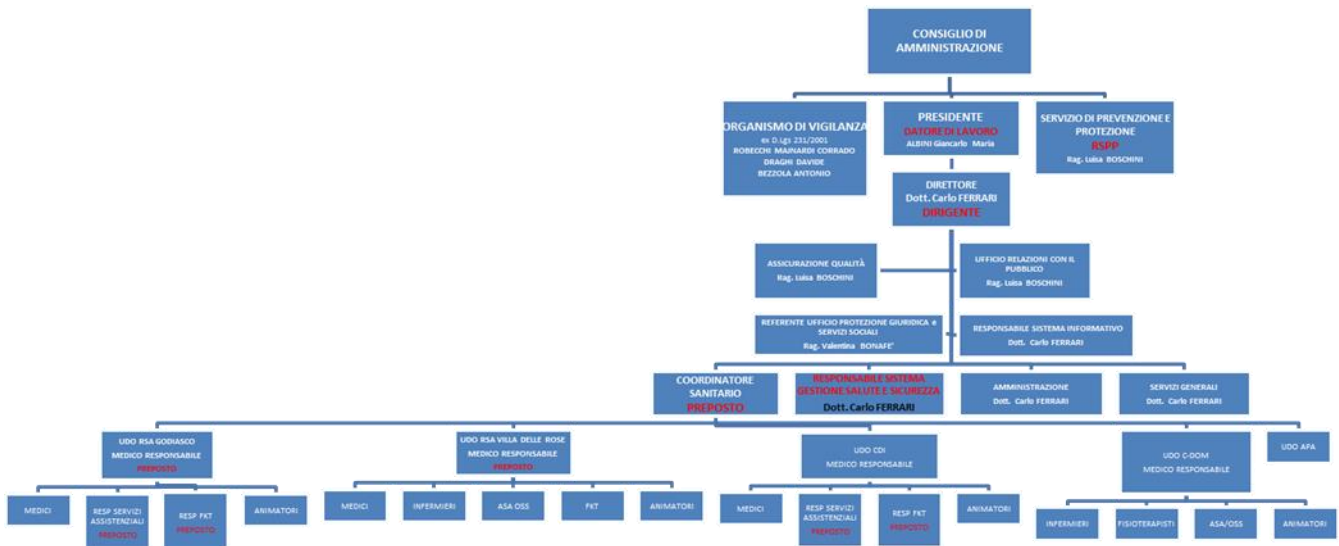 CONSIGLIO DI
AMMINISTRAZIONE
ORGANISMO DI VIGILANZA
ex D.Lgs 231/2001
ROBECCHI MAINARDI CORRADO
DRAGHI DAVIDE
BEZZOLA ANTONIO
PRESIDENTE
DATORE DI LAVORO
ALBINI Giancarlo Maria
SERVIZIO DI PREVENZIONE E
PROTEZIONE
RSPP
Rag. Luisa BOSCHINI
DIRETTORE
Dott. Carlo FERRARI
DIRIGENTE
ASSICURAZIONE QUALITÀ
Rag. Luisa BOSCHINI
UFFICIO RELAZIONI CON IL
PUBBLICO
Rag. Luisa BOSCHINI
REFERENTE UFFICIO PROTEZIONE GIURIDICA e
SERVIZI SOCIALI
Rag. Valentina BONAFE'
RESPONSABILE SISTEMA INFORMATIVO
Dott. Carlo FERRARI
COORDINATORE
SANITARIO
PREPOSTO
RESPONSABILE SISTEMA
GESTIONE SALUTE E SICUREZZA
Dott. Carlo FERRARI
AMMINISTRAZIONE
Dott. Carlo FERRARI
SERVIZI GENERALI
Dott. Carlo FERRARI
UDO RSA GODIASCO
MEDICO RESPONSABILE
PREPOSTO
UDO RSA VILLA DELLE ROSE
MEDICO RESPONSABILE
PREPOSTO
UDO CDI
MEDICO RESPONSABILE
UDO C-DOM
MEDICO RESPONSABILE
UDO APA
MEDICI
RESP SERVIZI
ASSISTENZIALI
PREPOSTO
RESP FKT
PREPOSTO
ANIMATORI
MEDICI
INFERMIERI
ASA OSS
FKT
ANIMATORI
MEDICI
RESP SERVIZI
ASSISTENZIALI
PREPOSTO
RESP FKT
PREPOSTO
ANIMATORI
INFERMIERI
FISIOTERAPISTI
ASA/OSS
ANIMATORI